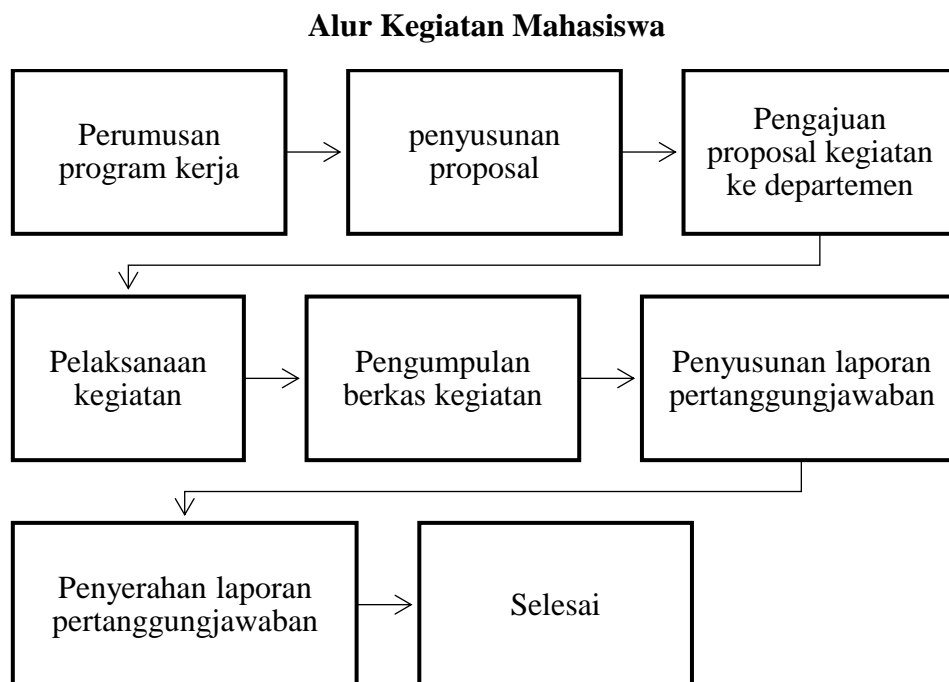 Alur Kegiatan Mahasiswa
Perumusan
program kerja
penyusunan
proposal
Pengajuan
proposal kegiatan
ke departemen
Pelaksanaan
kegiatan
Pengumpulan
berkas kegiatan
Penyusunan laporan
pertanggungjawaban
Penyerahan laporan
pertanggungjawaban
Selesai